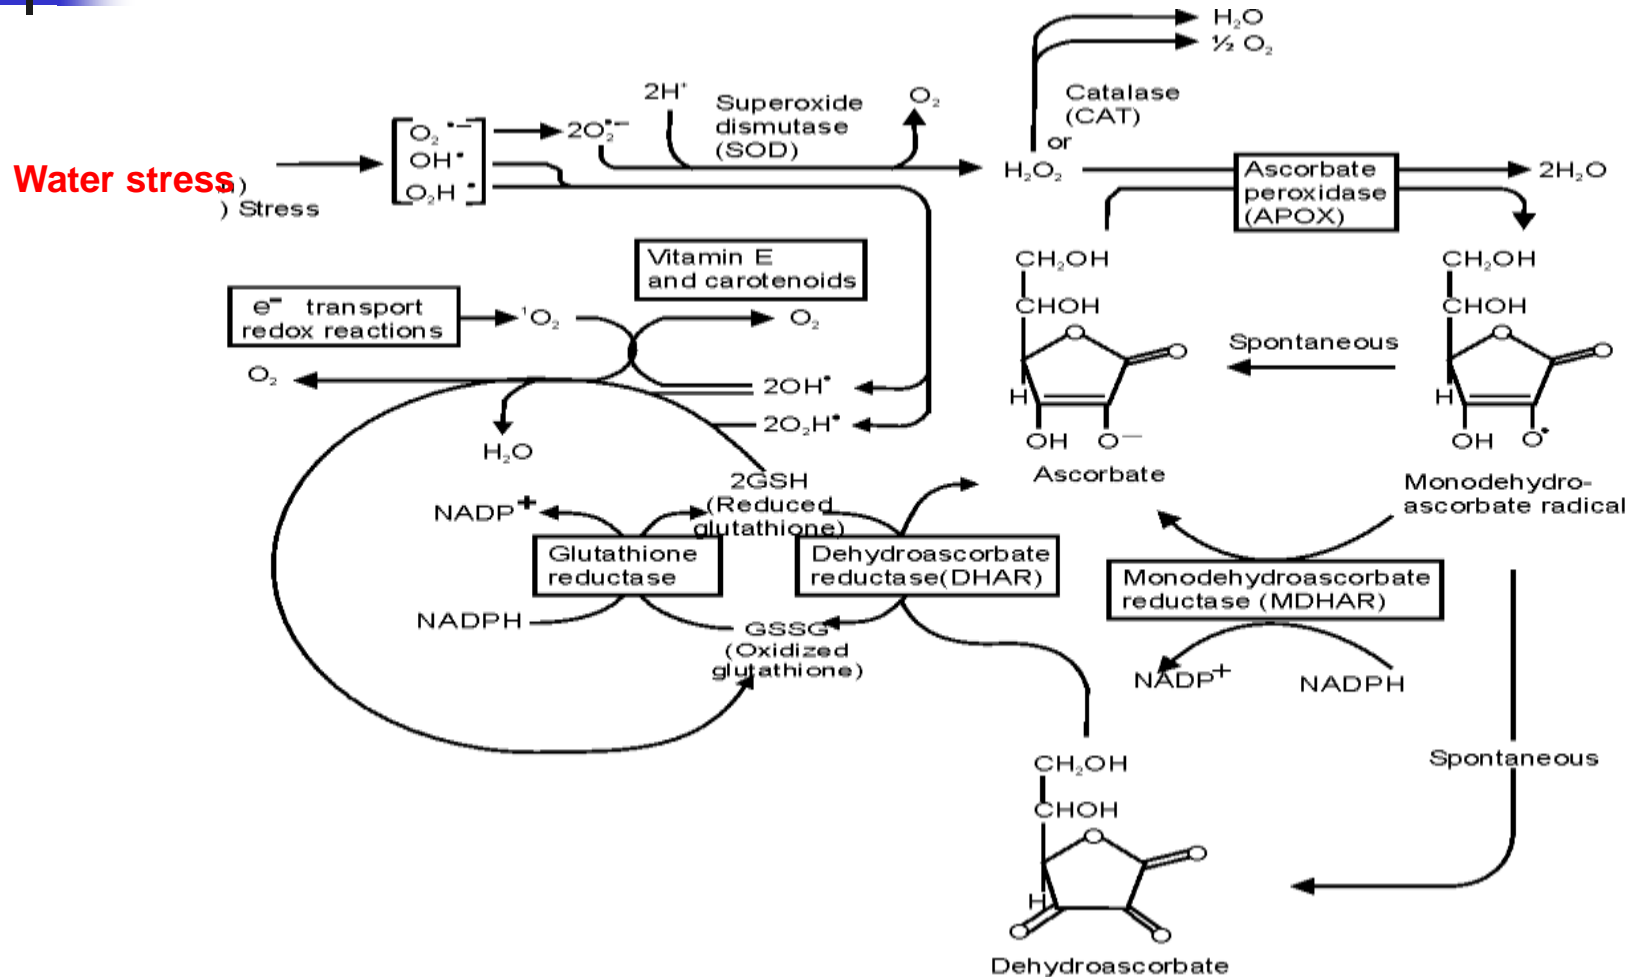 H₂O
½ O₂
2H⁺
Superoxide
dismutase
(SOD)
O₂
Catalase
(CAT)
or
Water stress
) Stress
O₂•−
OH•
O₂H•
2O₂•−
H₂O₂
Ascorbate
peroxidase
(APOX)
2H₂O
Vitamin E
and carotenoids
e− transport
redox reactions
¹O₂
O₂
O₂
2OH•
2O₂H•
H₂O
CH₂OH
CHOH
O
O
H
OH
O−
Ascorbate
Spontaneous
CH₂OH
CHOH
O
O
H
OH
O•
Monodehydro-
ascorbate radical
2GSH
(Reduced
glutathione)
NADP+
Glutathione
reductase
NADPH
Dehydroascorbate
reductase(DHAR)
GSSG
(Oxidized
glutathione)
Monodehydroascorbate
reductase (MDHAR)
NADP+
NADPH
Spontaneous
CH₂OH
CHOH
O
O
H
O
O
Dehydroascorbate